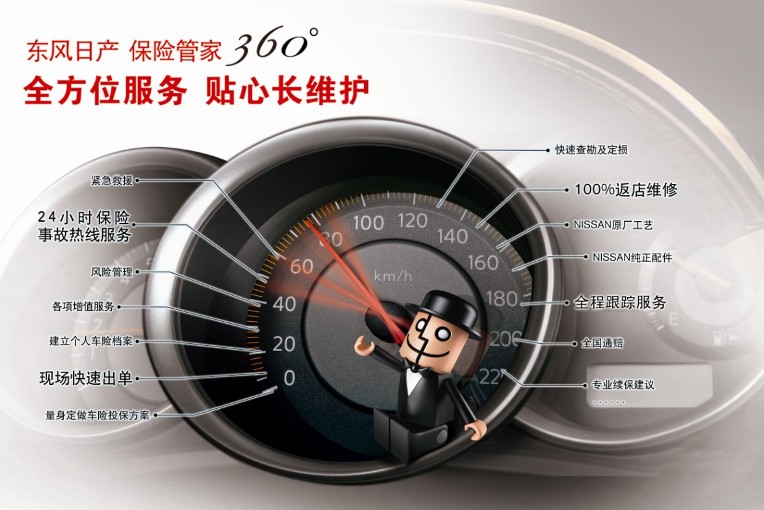 东风日产 保险管家 360°
全方位服务 贴心长维护
紧急救援
24小时保险
事故热线服务
风险管理
各项增值服务
建立个人车险档案
现场快速出单
量身定做车险投保方案
快速查勘及定损
100%返店维修
NISSAN原厂工艺
NISSAN纯正配件
全程跟踪服务
全国通赔
专业续保建议
......
0
20
40
60
80
100
120
140
160
180
200
22
km/h
E